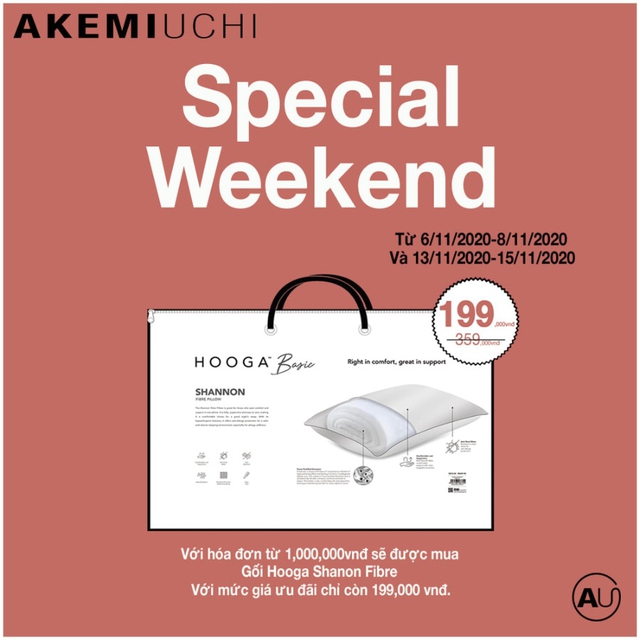 AKEMIUCHI
Special
Weekend
Từ 6/11/2020-8/11/2020
Và 13/11/2020-15/11/2020
199,000vnđ
359,000vnđ
HOOGA™ Basic
Right in comfort, great in support
SHANNON
FIBRE PILLOW
Với hóa đơn từ 1,000,000vnđ sẽ được mua
Gối Hooga Shanon Fibre
Với mức giá ưu đãi chỉ còn 199,000 vnđ.
AU